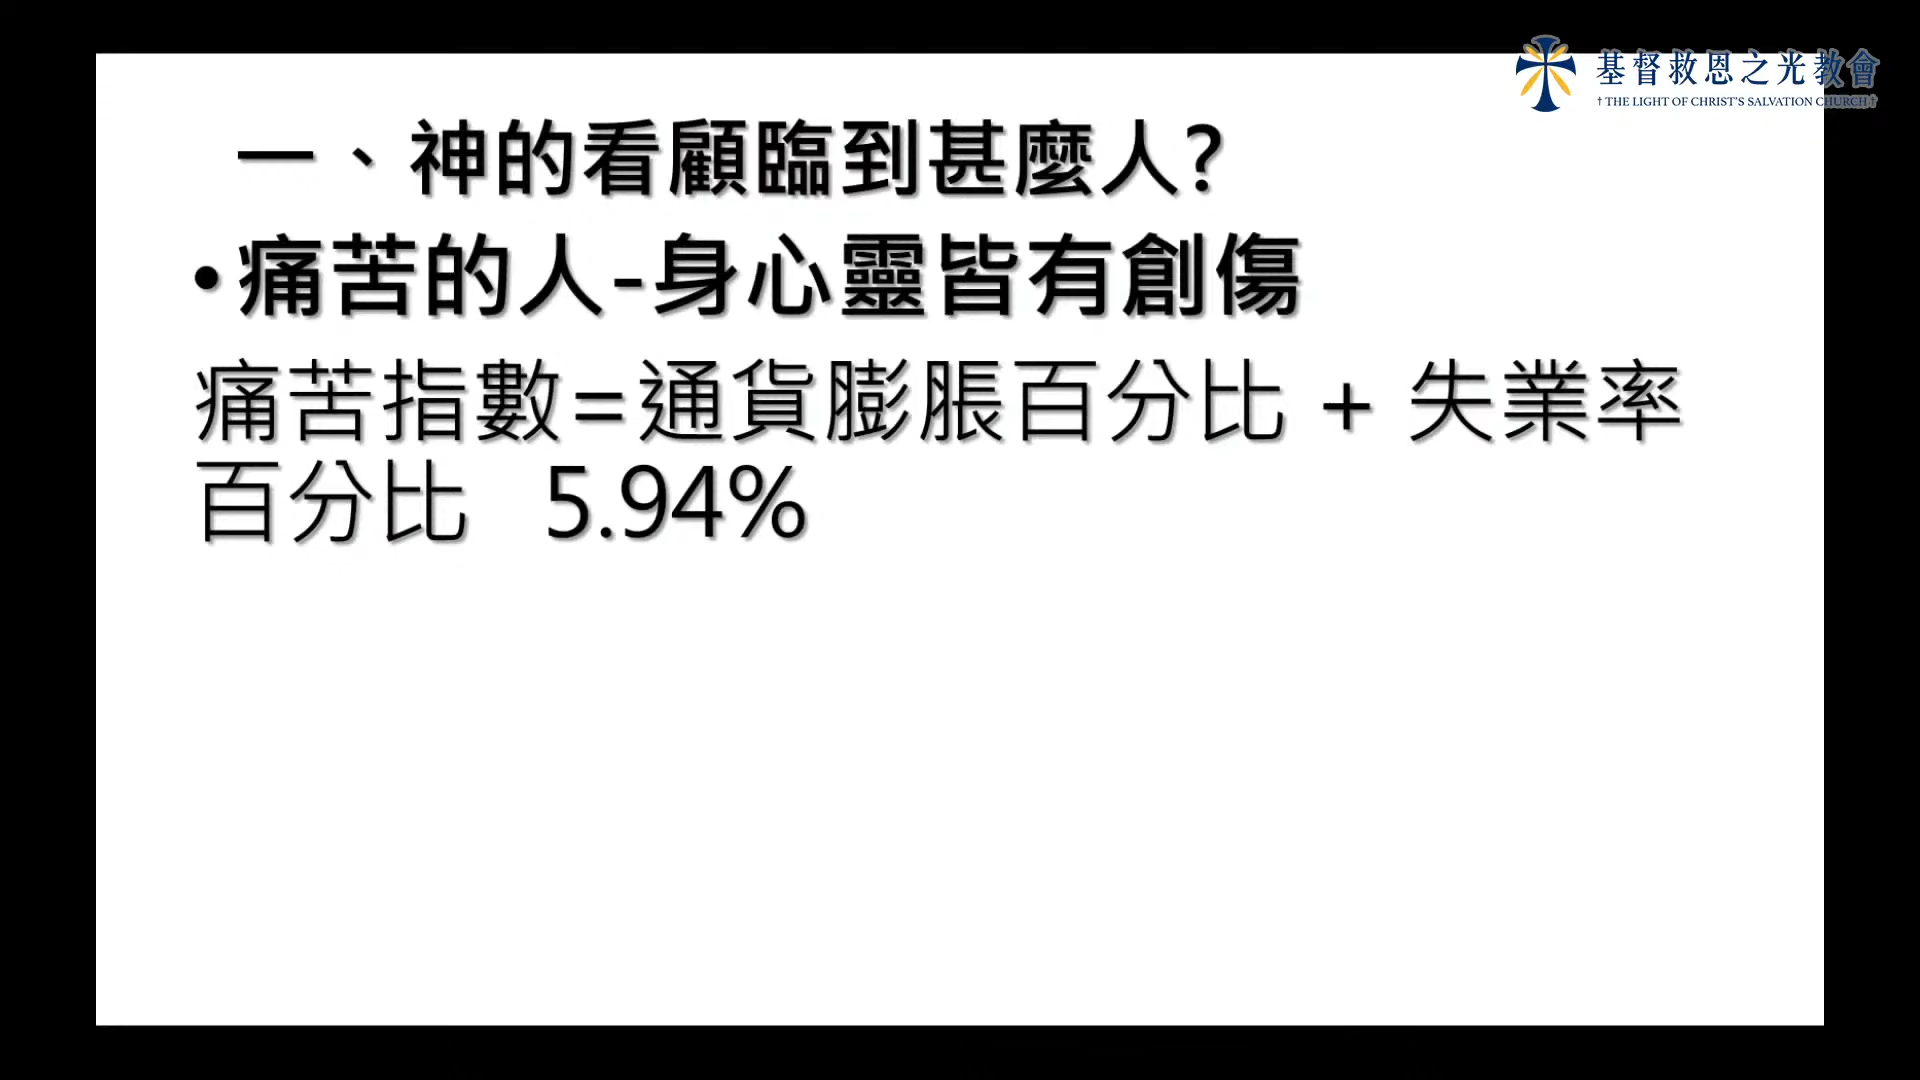 基督救恩之光教會
†THE LIGHT OF CHRIST'S SALVATION CHURCH†
一、神的看顧臨到甚麼人?
•痛苦的人-身心靈皆有創傷
痛苦指數=通貨膨脹百分比 + 失業率
百分比 5.94%